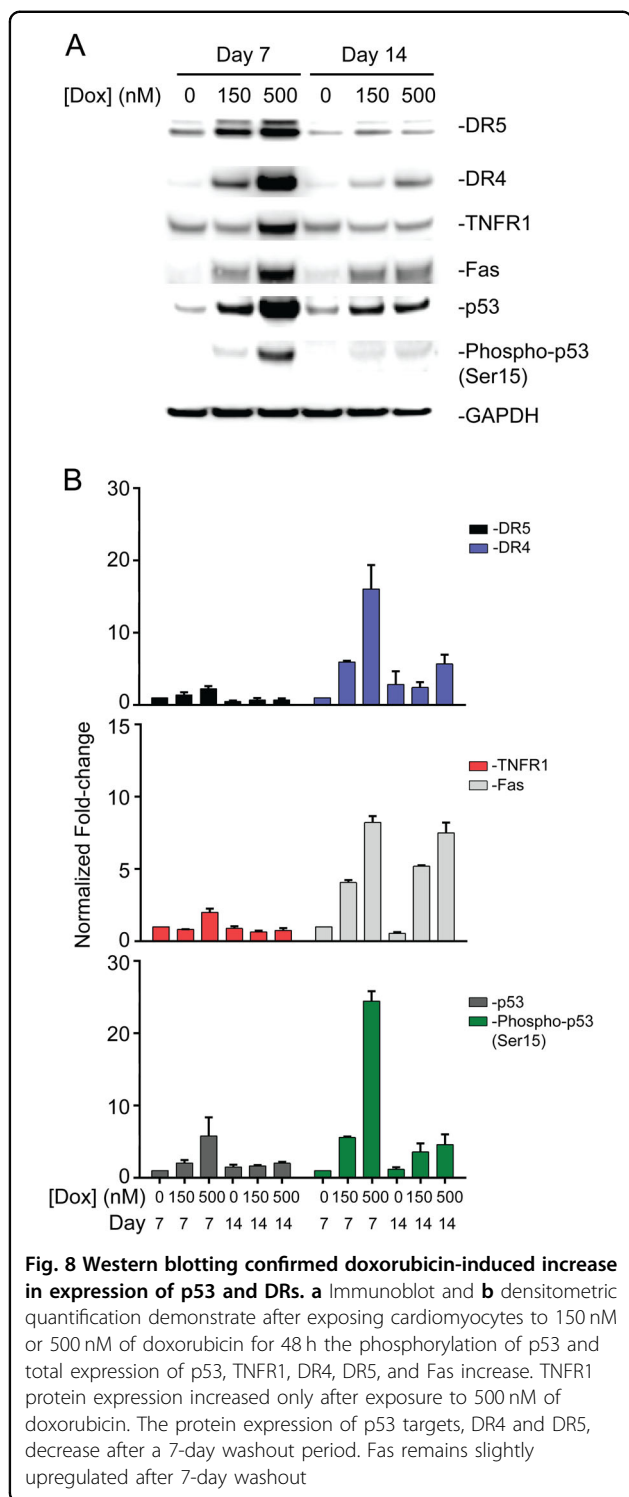 A
Day 7 Day 14
[Dox] (nM) 0 150 500 0 150 500
-DR5
-DR4
-TNFR1
-Fas
-p53
-Phospho-p53
(Ser15)
-GAPDH
B
30
20
10
0
-DR5
-DR4
Normalized Fold-change
15
10
5
0
-TNFR1
-Fas
30
20
10
0
-p53
-Phospho-p53
(Ser15)
[Dox] (nM) 0 150 500 0 150 500 0 150 500 0 150 500
Day 7 7 7 14 14 14 7 7 7 14 14 14
Fig. 8 Western blotting confirmed doxorubicin-induced increase
in expression of p53 and DRs. a Immunoblot and b densitometric
quantification demonstrate after exposing cardiomyocytes to 150 nM
or 500 nM of doxorubicin for 48 h the phosphorylation of p53 and
total expression of p53, TNFR1, DR4, DR5, and Fas increase. TNFR1
protein expression increased only after exposure to 500 nM of
doxorubicin. The protein expression of p53 targets, DR4 and DR5,
decrease after a 7-day washout period. Fas remains slightly
upregulated after 7-day washout